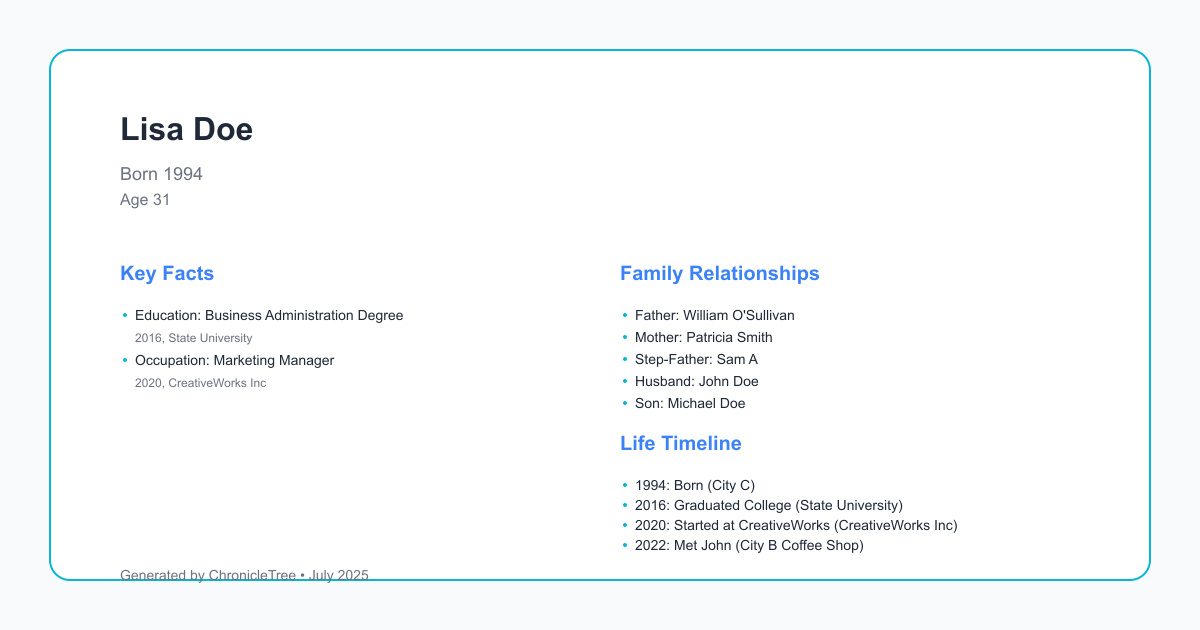 Lisa Doe
Born 1994
Age 31
Key Facts
• Education: Business Administration Degree
2016, State University
• Occupation: Marketing Manager
2020, CreativeWorks Inc
Family Relationships
• Father: William O'Sullivan
• Mother: Patricia Smith
• Step-Father: Sam A
• Husband: John Doe
• Son: Michael Doe
Life Timeline
• 1994: Born (City C)
• 2016: Graduated College (State University)
• 2020: Started at CreativeWorks (CreativeWorks Inc)
• 2022: Met John (City B Coffee Shop)
Generated by ChronicleTree • July 2025